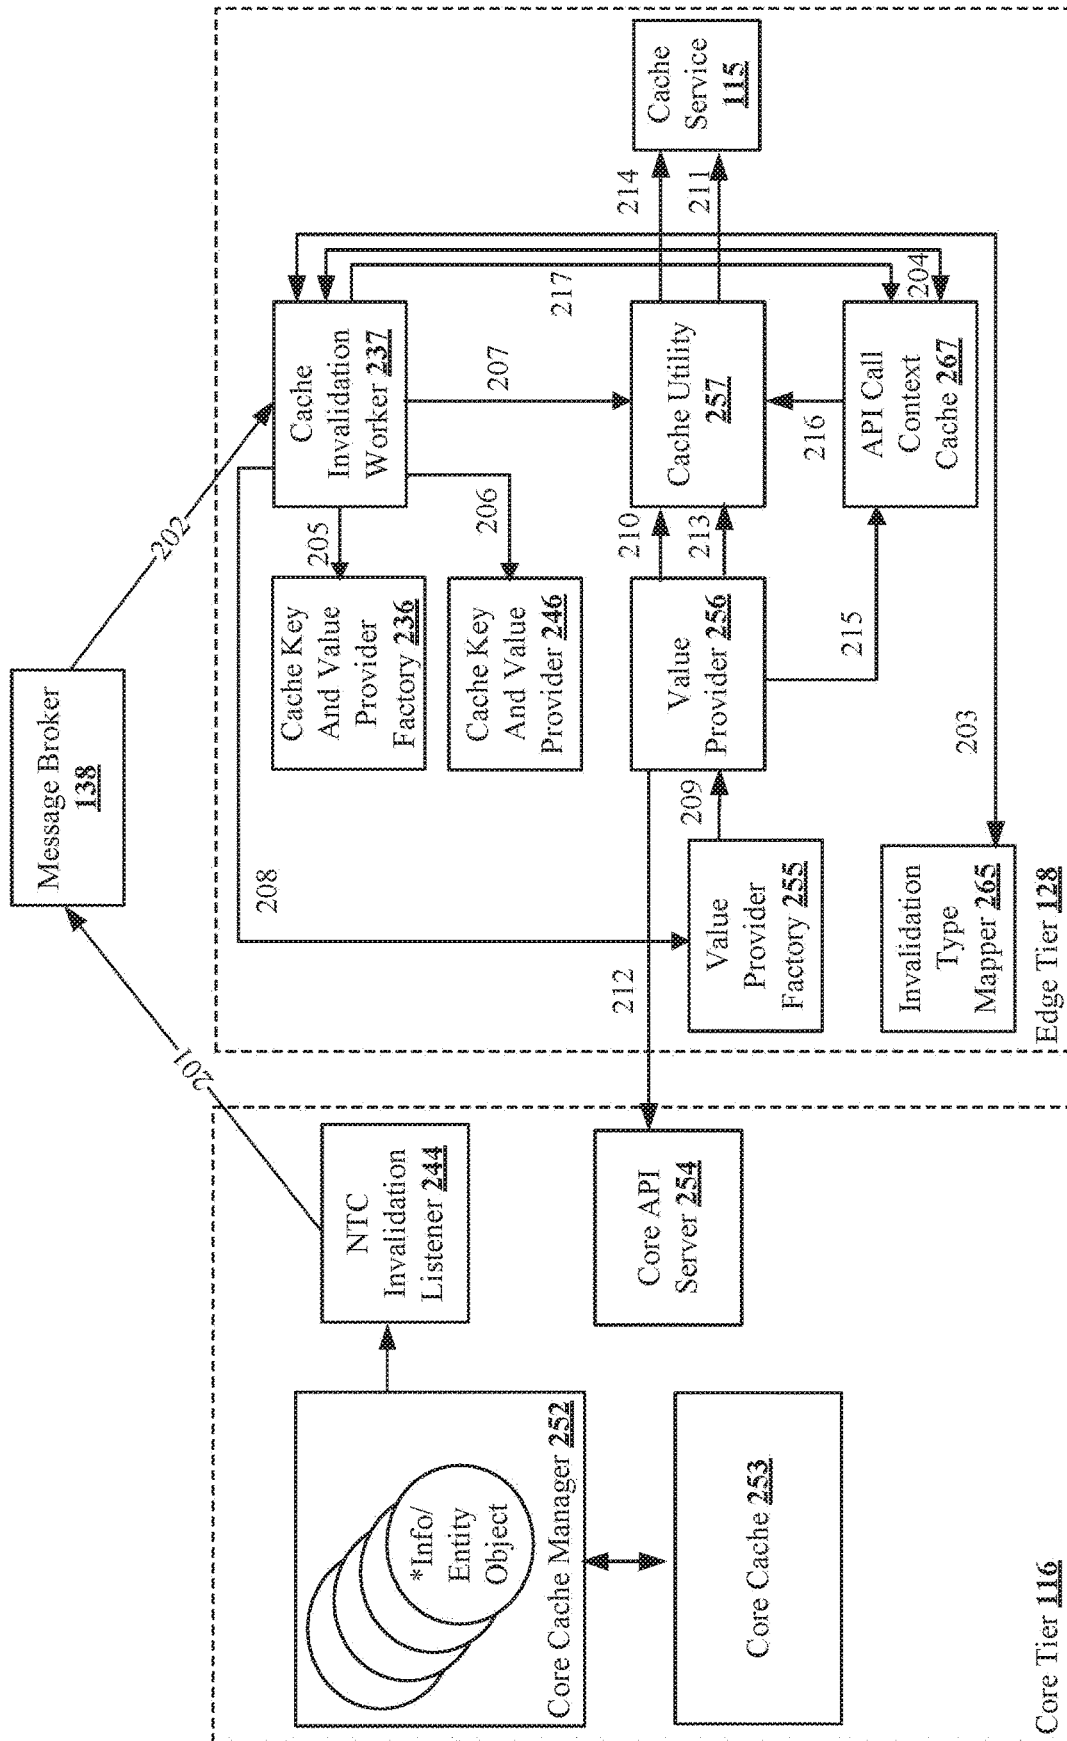 Message Broker
138
201
202
NTC
Invalidation
Listener 244
*Info/
Entity
Object
Core Cache Manager 252
Core Cache 253
Core API
Server 254
Core Tier 116
208
Cache
Invalidation
Worker 237
205
206
207
217
Cache Key
And Value
Provider
Factory 236
Cache Key
And Value
Provider 246
212
Value
Provider 256
209
210
213
Cache Utility
257
214
211
Cache
Service
115
Value
Provider
Factory 255
215
216
API Call
Context
Cache 267
204
203
Invalidation
Type
Mapper 265
Edge Tier 128